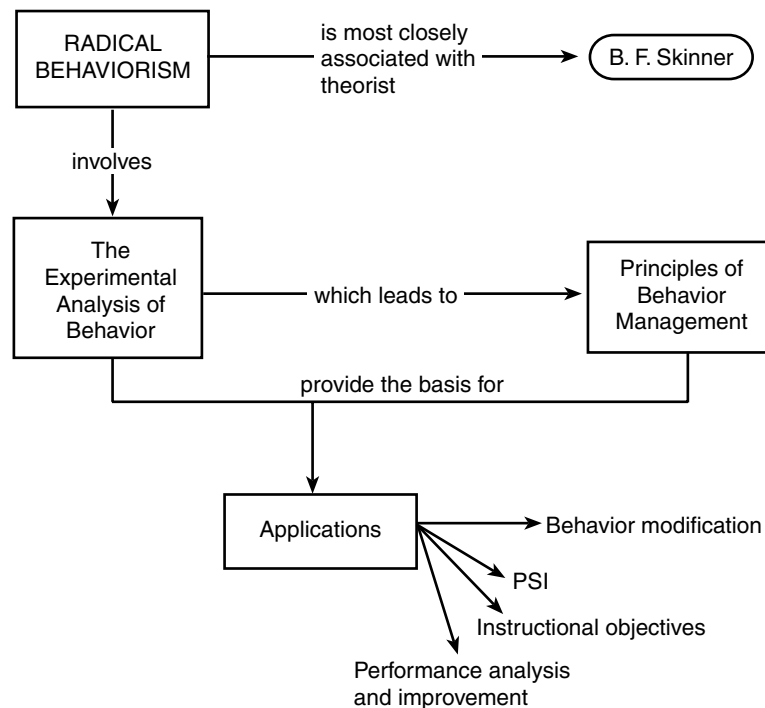 RADICAL
BEHAVIORISM
is most closely
associated with
theorist
B. F. Skinner
involves
The
Experimental
Analysis of
Behavior
which leads to
Principles of
Behavior
Management
provide the basis for
Applications
Behavior modification
PSI
Instructional objectives
Performance analysis
and improvement